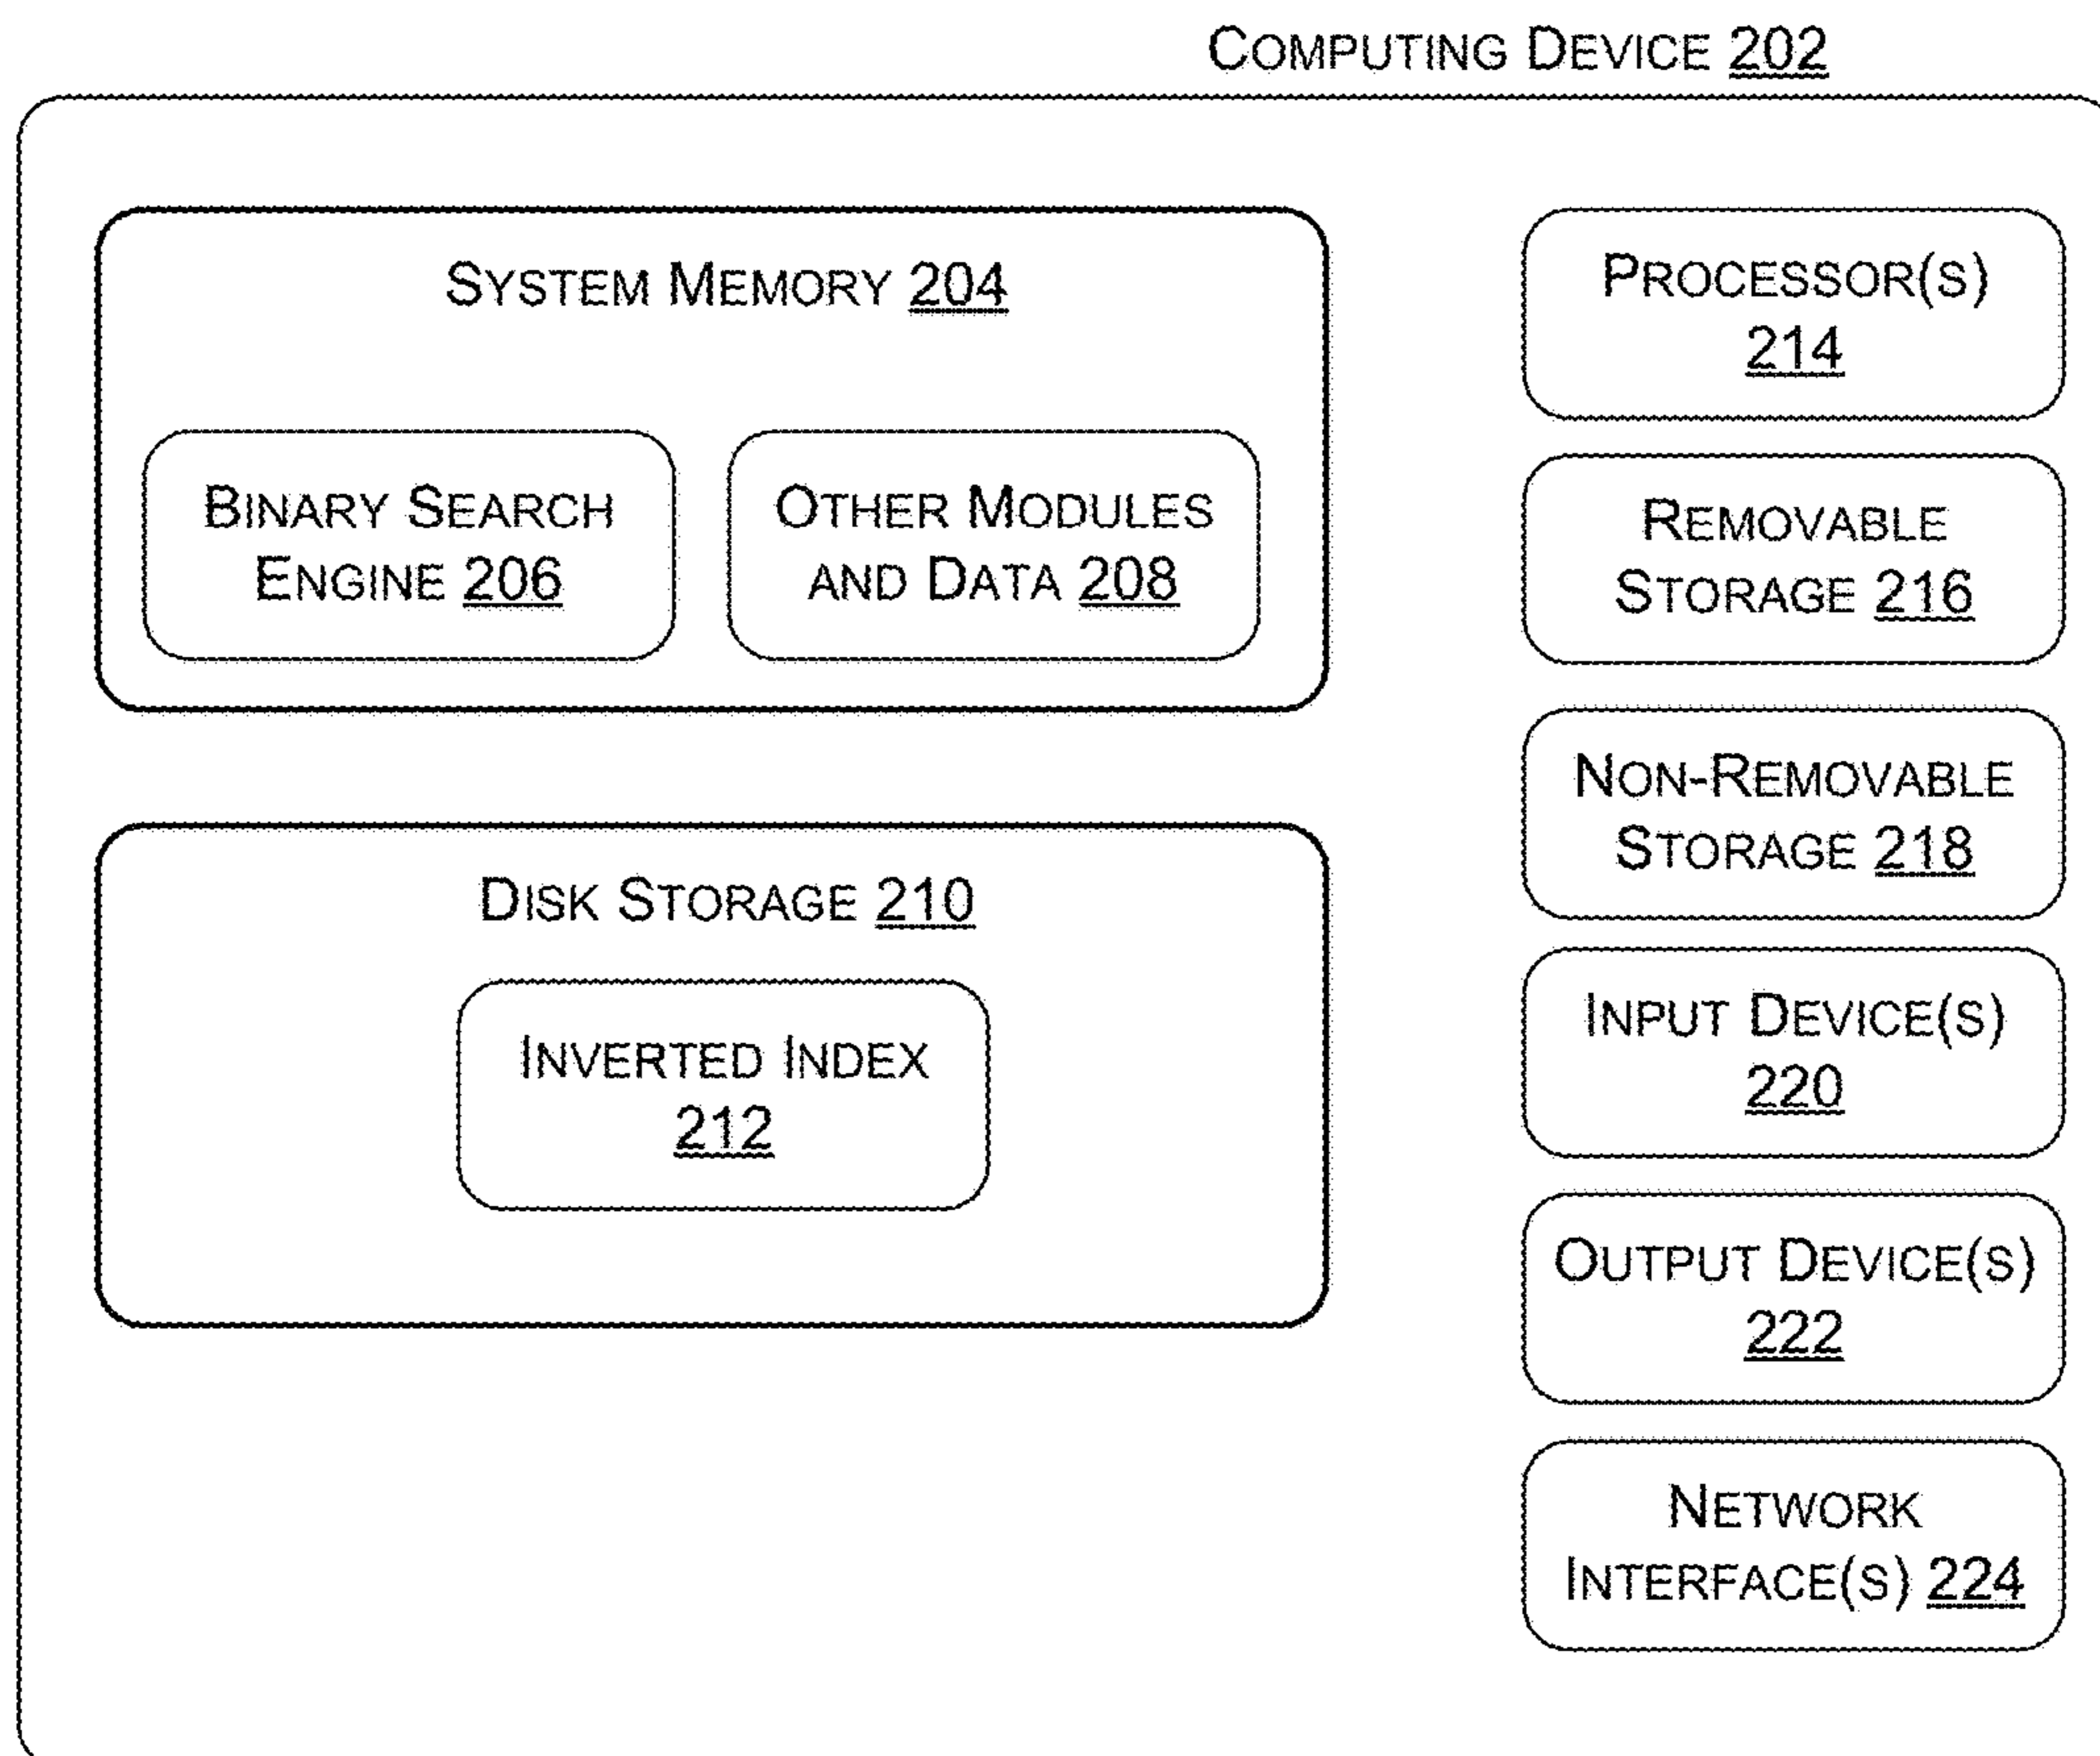 COMPUTING DEVICE 202
SYSTEM MEMORY 204
BINARY SEARCH
ENGINE 206
OTHER MODULES
AND DATA 208
DISK STORAGE 210
INVERTED INDEX
212
PROCESSOR(S)
214
REMOVABLE
STORAGE 216
NON-REMOVABLE
STORAGE 218
INPUT DEVICE(S)
220
OUTPUT DEVICE(S)
222
NETWORK
INTERFACE(S) 224